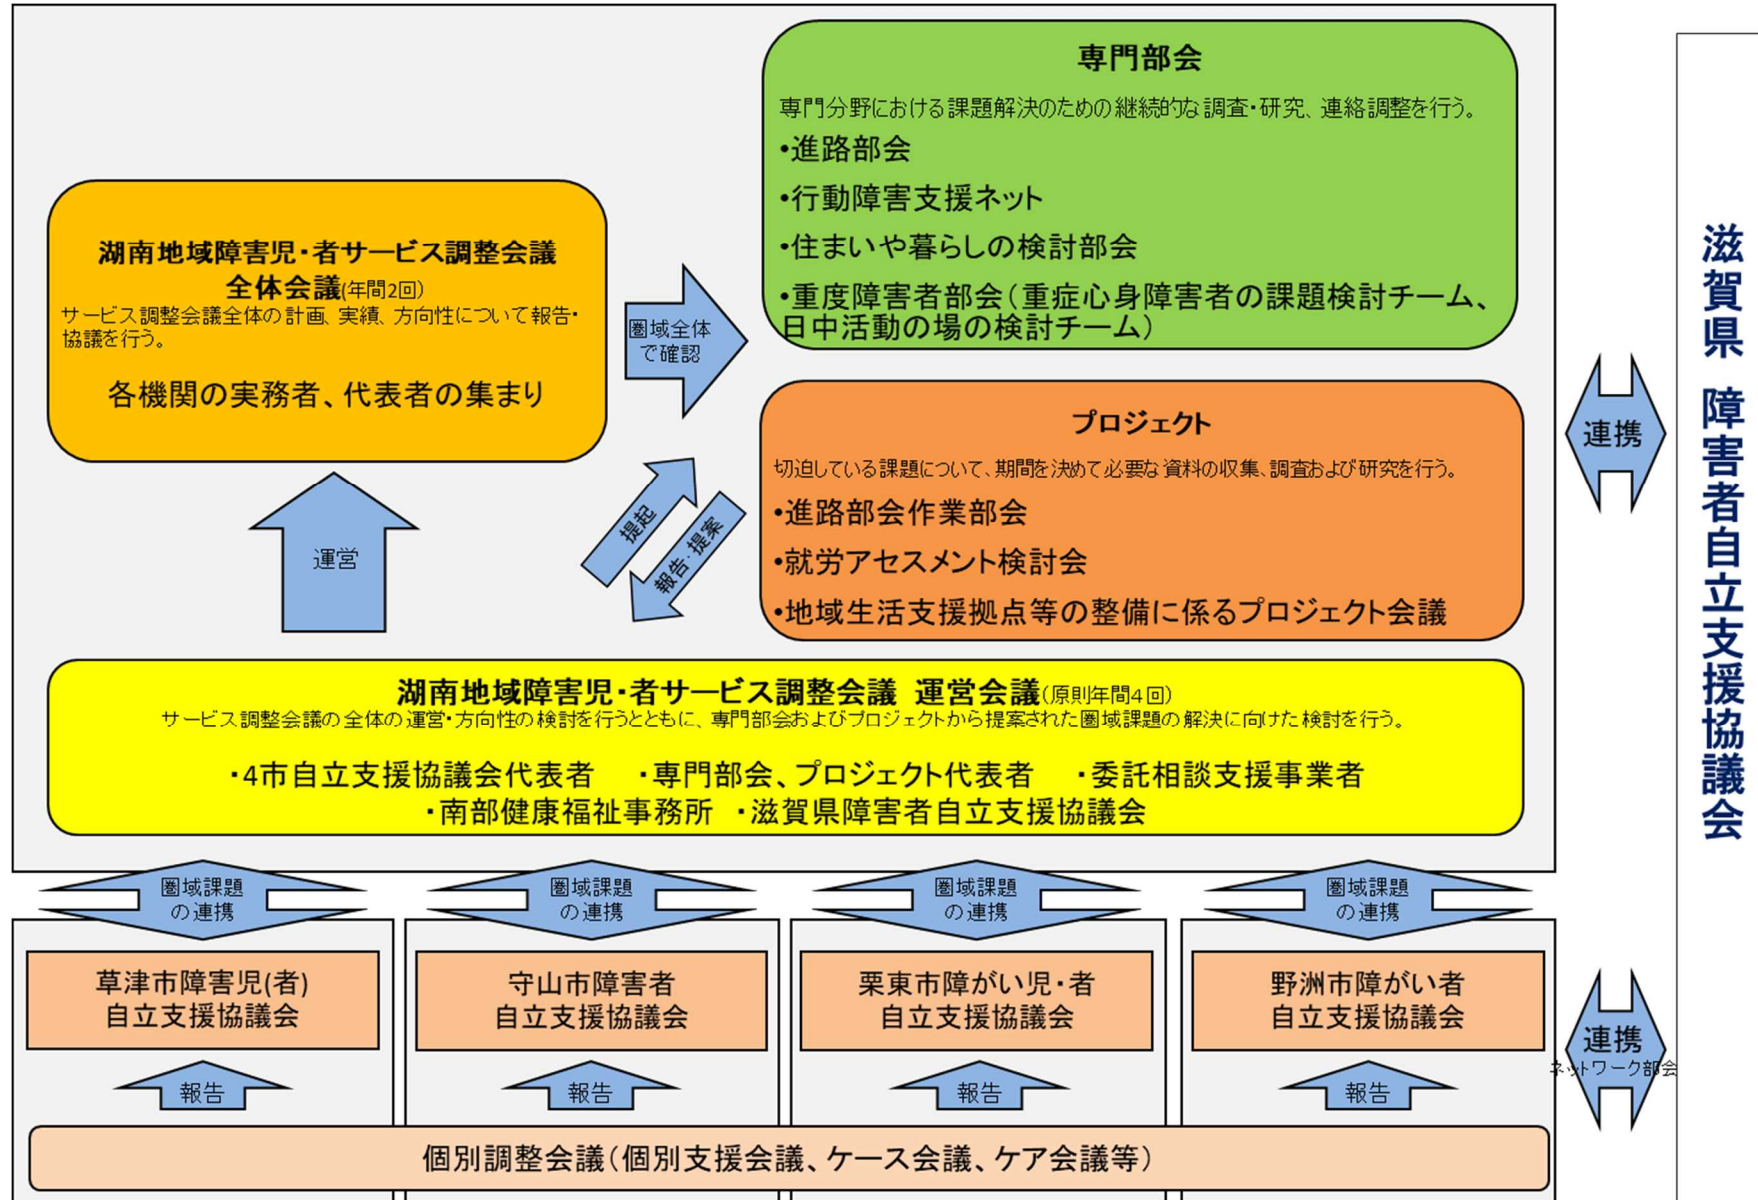 専門部会
専門分野における課題解決のための継続的な調査・研究、連絡調整を行う。
・進路部会
・行動障害支援ネット
・住まいや暮らしの検討部会
・重度障害者部会（重症心身障害者の課題検討チーム、
日中活動の場の検討チーム）
湖南地域障害児・者サービス調整会議
全体会議(年間2回)
サービス調整会議全体の計画、実績、方向性について報告・
協議を行う。
各機関の実務者、代表者の集まり
圏域全体
で確認
プロジェクト
切迫している課題について、期間を決めて必要な資料の収集、調査および研究を行う。
・進路部会作業部会
・就労アセスメント検討会
・地域生活支援拠点等の整備に係るプロジェクト会議
運営
提起
報告・提案
湖南地域障害児・者サービス調整会議 運営会議(原則年間4回)
サービス調整会議の全体の運営・方向性の検討を行うとともに、専門部会およびプロジェクトから提案された圏域課題の解決に向けた検討を行う。
・4市自立支援協議会代表者　・専門部会、プロジェクト代表者　・委託相談支援事業者
・南部健康福祉事務所　・滋賀県障害者自立支援協議会
圏域課題
の連携
圏域課題
の連携
圏域課題
の連携
圏域課題
の連携
草津市障害児(者)
自立支援協議会
守山市障害者
自立支援協議会
栗東市障がい児・者
自立支援協議会
野洲市障がい者
自立支援協議会
報告
報告
報告
報告
個別調整会議（個別支援会議、ケース会議、ケア会議等）
連携
連携
ネットワーク部会
滋賀県 障害者自立支援協議会